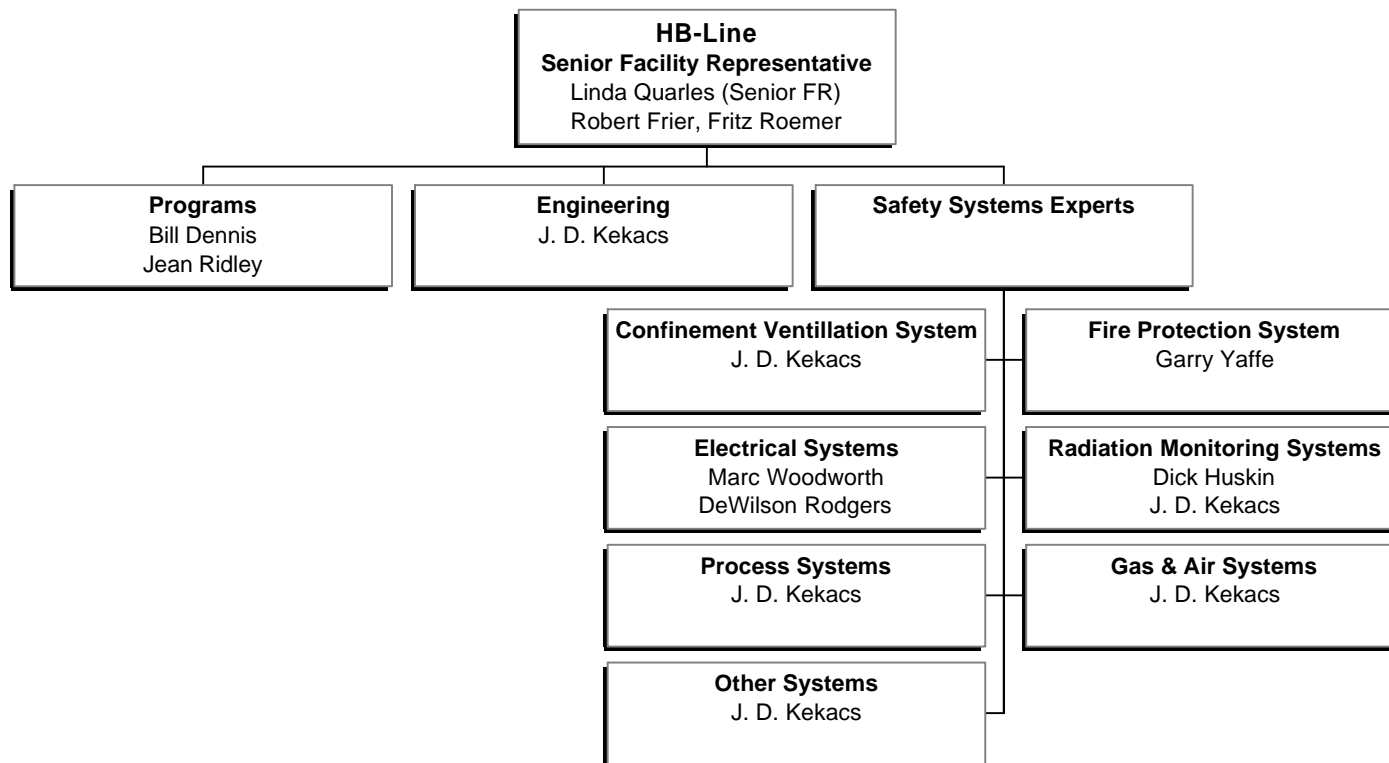 HB-Line
Senior Facility Representative
Linda Quarles (Senior FR)
Robert Frier, Fritz Roemer
Programs
Bill Dennis
Jean Ridley
Engineering
J. D. Kekacs
Safety Systems Experts
Confinement Ventillation System
J. D. Kekacs
Fire Protection System
Garry Yaffe
Electrical Systems
Marc Woodworth
DeWilson Rodgers
Radiation Monitoring Systems
Dick Huskin
J. D. Kekacs
Process Systems
J. D. Kekacs
Gas & Air Systems
J. D. Kekacs
Other Systems
J. D. Kekacs